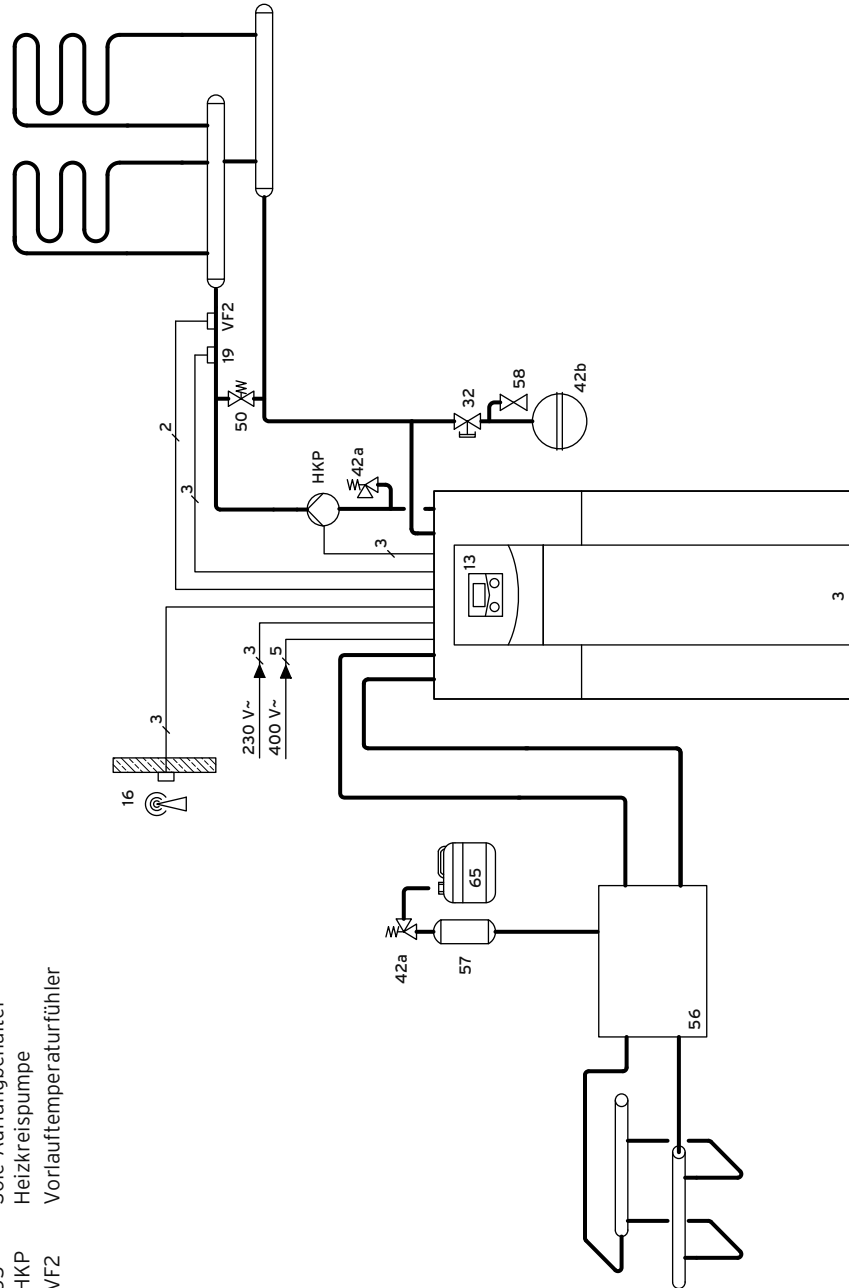 65 Sole-Auffangbehälter
HKP Heizkreispumpe
VF2 Vorlauftemperaturfühler
VF2
19
2
3
50
32
58
42b
HKP
42a
3
13
3
16
3
230 V~ 3
400 V~ 5
65
42a
57
56